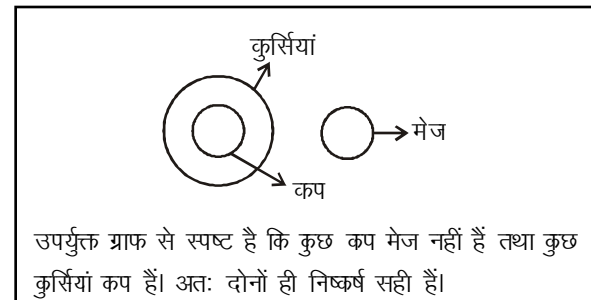 कुर्सियां
मेज
कप
उपर्युक्त ग्राफ से स्पष्ट है कि कुछ कप मेज नहीं हैं तथा कुछ
कुर्सियां कप हैं। अतः दोनों ही निष्कर्ष सही हैं।